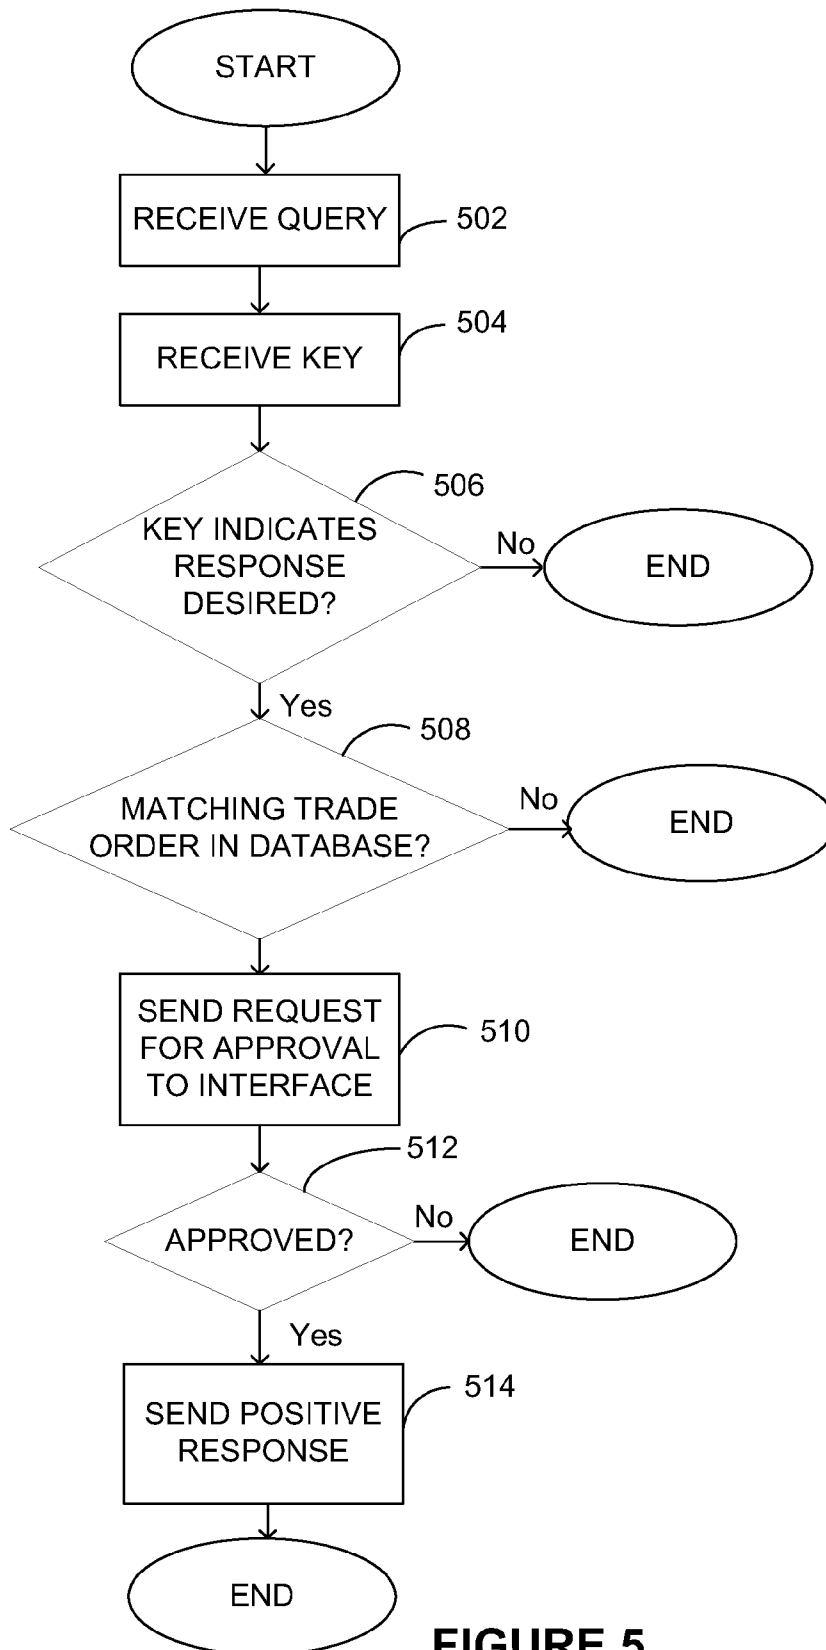 START
RECEIVE QUERY
502
RECEIVE KEY
504
506
KEY INDICATES
RESPONSE
DESIRED?
No
END
Yes
508
MATCHING TRADE
ORDER IN DATABASE?
No
END
SEND REQUEST
FOR APPROVAL
TO INTERFACE
510
512
APPROVED?
No
END
Yes
514
SEND POSITIVE
RESPONSE
END
FIGURE 5